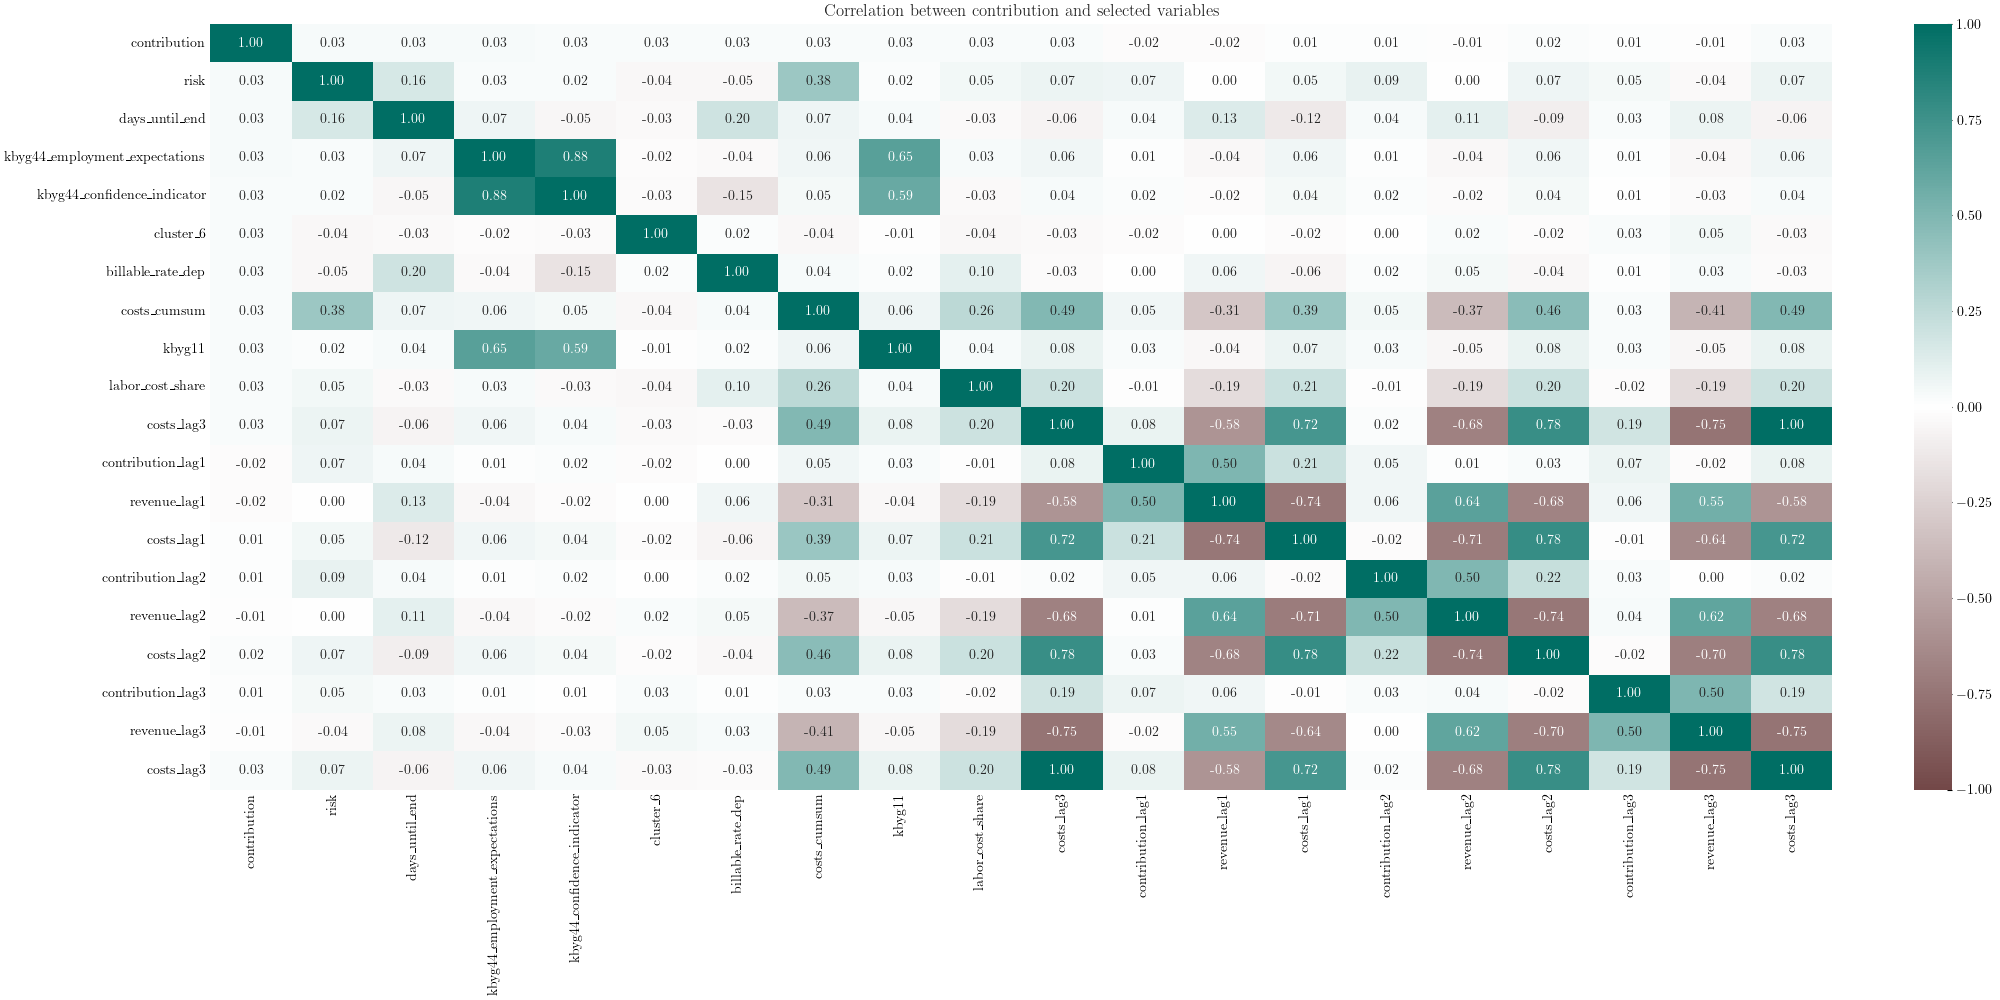 Correlation between contribution and selected variables
contribution 1.00 0.03 0.03 0.03 0.03 0.03 0.03 0.03 0.03 0.03 0.03 -0.02 -0.02 0.01 0.01 -0.01 0.02 0.01 -0.01 0.03
risk 0.03 1.00 0.16 0.03 0.02 -0.04 -0.05 0.38 0.02 0.05 0.07 0.07 0.00 0.05 0.09 0.00 0.07 0.05 -0.04 0.07
days_until_end 0.03 0.16 1.00 0.07 -0.05 -0.03 0.20 0.07 0.04 -0.03 -0.06 0.04 0.13 -0.12 0.04 0.11 -0.09 0.03 0.08 -0.06
kbyg44_employment_expectations 0.03 0.03 0.07 1.00 0.88 -0.02 -0.04 0.06 0.65 0.03 0.06 0.01 -0.04 0.06 0.01 -0.04 0.06 0.01 -0.04 0.06
kbyg44_confidence_indicator 0.03 0.02 -0.05 0.88 1.00 -0.03 -0.15 0.05 0.59 -0.03 0.04 0.02 -0.02 0.04 0.02 -0.02 0.04 0.01 -0.03 0.04
cluster_6 0.03 -0.04 -0.03 -0.02 -0.03 1.00 0.02 -0.04 -0.01 -0.04 -0.03 -0.02 0.00 -0.02 0.00 0.02 -0.02 0.03 0.05 -0.03
billable_rate_dep 0.03 -0.05 0.20 -0.04 -0.15 0.02 1.00 0.04 0.02 0.10 -0.03 0.00 0.06 -0.06 0.02 0.05 -0.04 0.01 0.03 -0.03
costs_cumsum 0.03 0.38 0.07 0.06 0.05 -0.04 0.04 1.00 0.06 0.26 0.49 0.05 -0.31 0.39 0.05 -0.37 0.46 0.03 -0.41 0.49
kbyg11 0.03 0.02 0.04 0.65 0.59 -0.01 0.02 0.06 1.00 0.04 0.08 0.03 -0.04 0.07 0.03 -0.05 0.08 0.03 -0.05 0.08
labor_cost_share 0.03 0.05 -0.03 0.03 -0.03 -0.04 0.10 0.26 0.04 1.00 0.20 -0.01 -0.19 0.21 -0.01 -0.19 0.20 -0.02 -0.19 0.20
costs_lag3 0.03 0.07 -0.06 0.06 0.04 -0.03 -0.03 0.49 0.08 0.20 1.00 0.08 -0.58 0.72 0.02 -0.68 0.78 0.19 -0.75 1.00
contribution_lag1 -0.02 0.07 0.04 0.01 0.02 -0.02 0.00 0.05 0.03 -0.01 0.08 1.00 0.50 0.21 0.05 0.01 0.03 0.07 -0.02 0.08
revenue_lag1 -0.02 0.00 0.13 -0.04 -0.02 0.00 0.06 -0.31 -0.04 -0.19 -0.58 0.50 1.00 -0.74 0.06 0.64 -0.68 0.06 0.55 -0.58
costs_lag1 0.01 0.05 -0.12 0.06 0.04 -0.02 -0.06 0.39 0.07 0.21 0.72 0.21 -0.74 1.00 -0.02 -0.71 0.78 -0.01 -0.64 0.72
contribution_lag2 0.01 0.09 0.04 0.01 0.02 0.00 0.02 0.05 0.03 -0.01 0.02 0.05 0.06 -0.02 1.00 0.50 0.22 0.03 0.00 0.02
revenue_lag2 -0.01 0.00 0.11 -0.04 -0.02 0.02 0.05 -0.37 -0.05 -0.19 -0.68 0.01 0.64 -0.71 0.50 1.00 -0.74 0.04 0.62 -0.68
costs_lag2 0.02 0.07 -0.09 0.06 0.04 -0.02 -0.04 0.46 0.08 0.20 0.78 0.03 -0.68 0.78 0.22 -0.74 1.00 -0.02 -0.70 0.78
contribution_lag3 0.01 0.05 0.03 0.01 0.01 0.03 0.01 0.03 0.03 -0.02 0.19 0.07 0.06 -0.01 0.03 0.04 -0.02 1.00 0.50 0.19
revenue_lag3 -0.01 -0.04 0.08 -0.04 -0.03 0.05 0.03 -0.41 -0.05 -0.19 -0.75 -0.02 0.55 -0.64 0.00 0.62 -0.70 0.50 1.00 -0.75
costs_lag3 0.03 0.07 -0.06 0.06 0.04 -0.03 -0.03 0.49 0.08 0.20 1.00 0.08 -0.58 0.72 0.02 -0.68 0.78 0.19 -0.75 1.00
contribution
risk
days_until_end
kbyg44_employment_expectations
kbyg44_confidence_indicator
cluster_6
billable_rate_dep
costs_cumsum
kbyg11
labor_cost_share
costs_lag3
contribution_lag1
revenue_lag1
costs_lag1
contribution_lag2
revenue_lag2
costs_lag2
contribution_lag3
revenue_lag3
costs_lag3
1.00
0.75
0.50
0.25
0.00
−0.25
−0.50
−0.75
−1.00